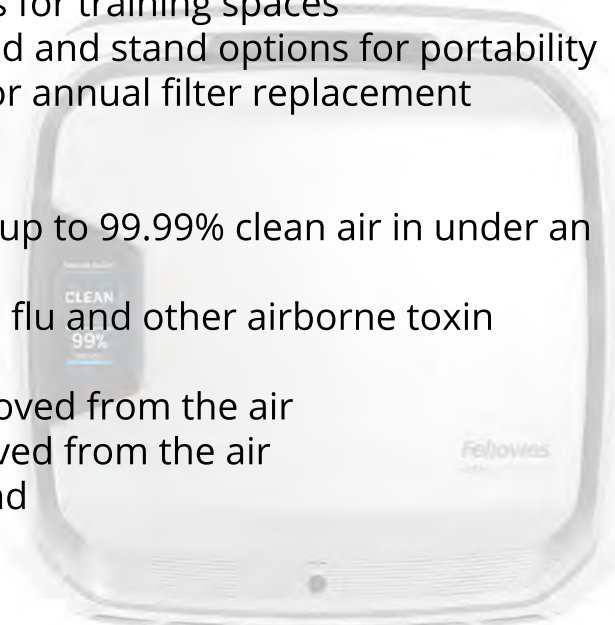 s for training spaces
d and stand options for portability
or annual filter replacement
up to 99.99% clean air in under an
CLEAN
flu and other airborne toxin
99%
oved from the air
ved from the air
Fellowes
nd